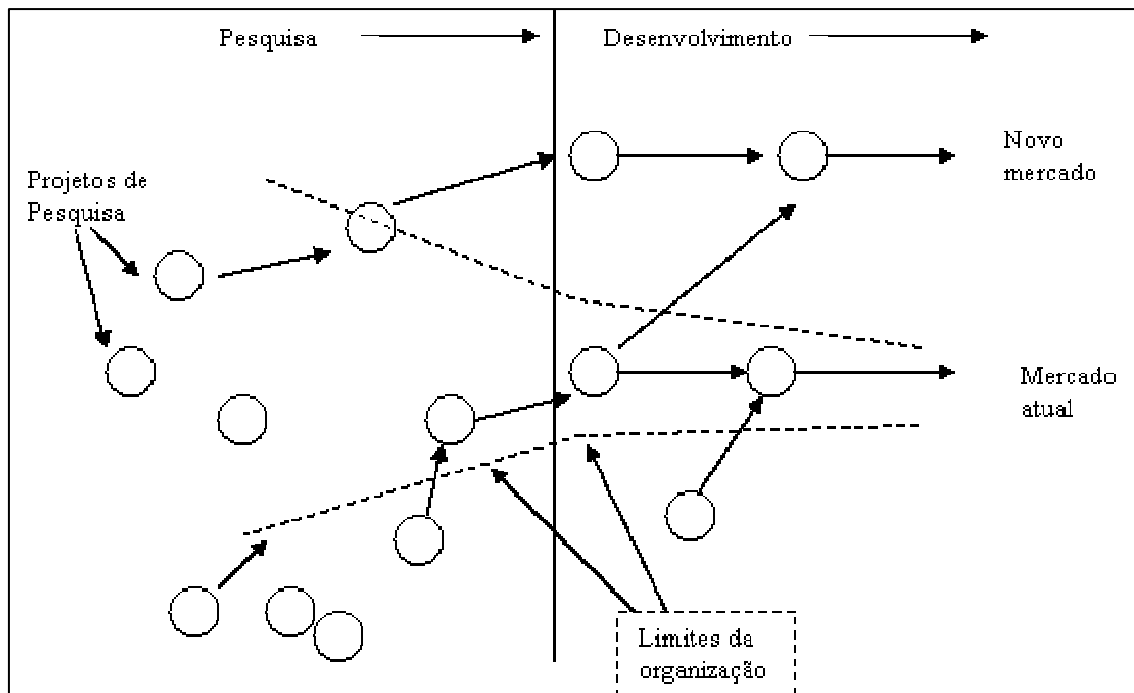 Pesquisa
Desenvolvimento
Novo
mercado
Projetos de
Pesquisa
Mercado
atual
Limites da
organização